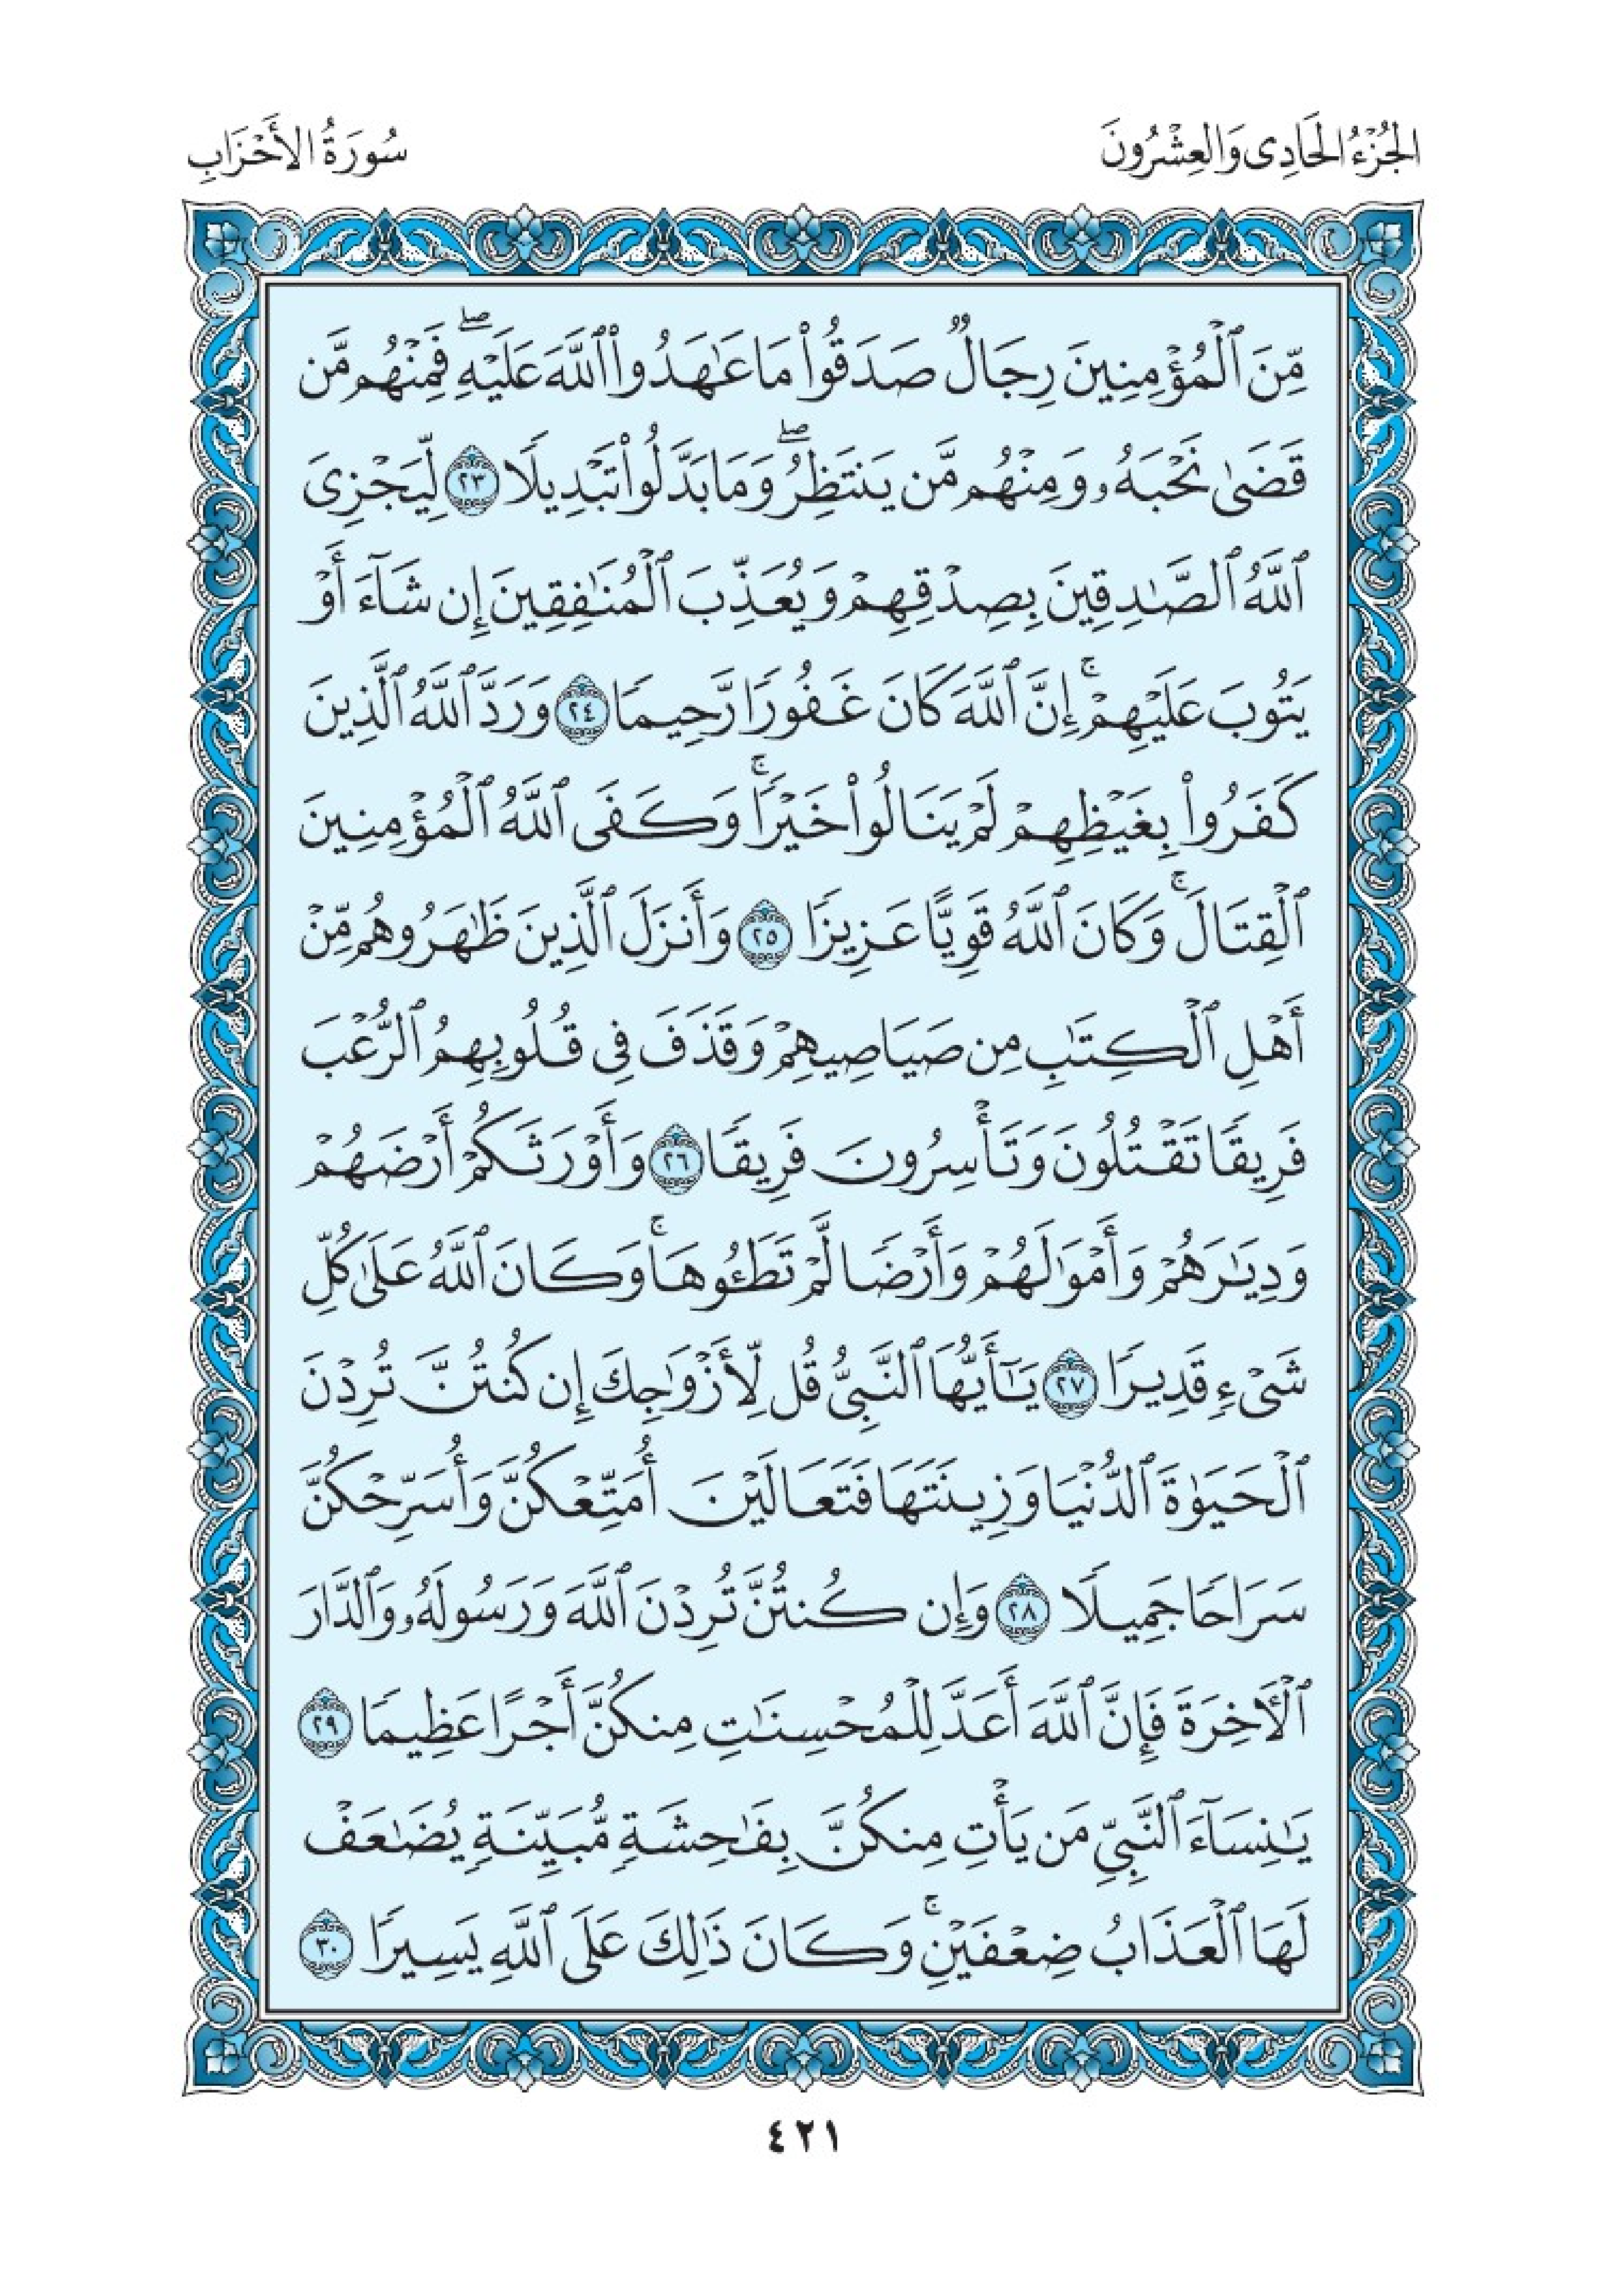 الجُزْءُ الحَادِى وَالعِشْرُونَ
سُورَةُ الأَحْزَابِ
مِّنَ ٱلْمُؤْمِنِينَ رِجَالٌ صَدَقُوا۟ مَا عَٰهَدُوا۟ ٱللَّهَ عَلَيْهِ ۖ فَمِنْهُم مَّن
قَضَىٰ نَحْبَهُۥ وَمِنْهُم مَّن يَنتَظِرُ ۖ وَمَا بَدَّلُوا۟ تَبْدِيلًا ٢٣ لِّيَجْزِىَ
ٱللَّهُ ٱلصَّٰدِقِينَ بِصِدْقِهِمْ وَيُعَذِّبَ ٱلْمُنَٰفِقِينَ إِن شَآءَ أَوْ
يَتُوبَ عَلَيْهِمْ ۚ إِنَّ ٱللَّهَ كَانَ غَفُورًا رَّحِيمًا ٢٤ وَرَدَّ ٱللَّهُ ٱلَّذِينَ
كَفَرُوا۟ بِغَيْظِهِمْ لَمْ يَنَالُوا۟ خَيْرًا ۚ وَكَفَى ٱللَّهُ ٱلْمُؤْمِنِينَ
ٱلْقِتَالَ ۚ وَكَانَ ٱللَّهُ قَوِيًّا عَزِيزًا ٢٥ وَأَنزَلَ ٱلَّذِينَ ظَٰهَرُوهُم مِّنْ
أَهْلِ ٱلْكِتَٰبِ مِن صَيَاصِيهِمْ وَقَذَفَ فِى قُلُوبِهِمُ ٱلرُّعْبَ
فَرِيقًا تَقْتُلُونَ وَتَأْسِرُونَ فَرِيقًا ٢٦ وَأَوْرَثَكُمْ أَرْضَهُمْ
وَدِيَٰرَهُمْ وَأَمْوَٰلَهُمْ وَأَرْضًا لَّمْ تَطَـُٔوهَا ۚ وَكَانَ ٱللَّهُ عَلَىٰ كُلِّ
شَىْءٍ قَدِيرًا ٢٧ يَٰٓأَيُّهَا ٱلنَّبِىُّ قُل لِّأَزْوَٰجِكَ إِن كُنتُنَّ تُرِدْنَ
ٱلْحَيَوٰةَ ٱلدُّنْيَا وَزِينَتَهَا فَتَعَالَيْنَ أُمَتِّعْكُنَّ وَأُسَرِّحْكُنَّ
سَرَاحًا جَمِيلًا ٢٨ وَإِن كُنتُنَّ تُرِدْنَ ٱللَّهَ وَرَسُولَهُۥ وَٱلدَّارَ
ٱلْـَٔاخِرَةَ فَإِنَّ ٱللَّهَ أَعَدَّ لِلْمُحْسِنَٰتِ مِنكُنَّ أَجْرًا عَظِيمًا ٢٩
يَٰنِسَآءَ ٱلنَّبِىِّ مَن يَأْتِ مِنكُنَّ بِفَٰحِشَةٍ مُّبَيِّنَةٍ يُضَٰعَفْ
لَهَا ٱلْعَذَابُ ضِعْفَيْنِ ۚ وَكَانَ ذَٰلِكَ عَلَى ٱللَّهِ يَسِيرًا ٣٠
٤٢١